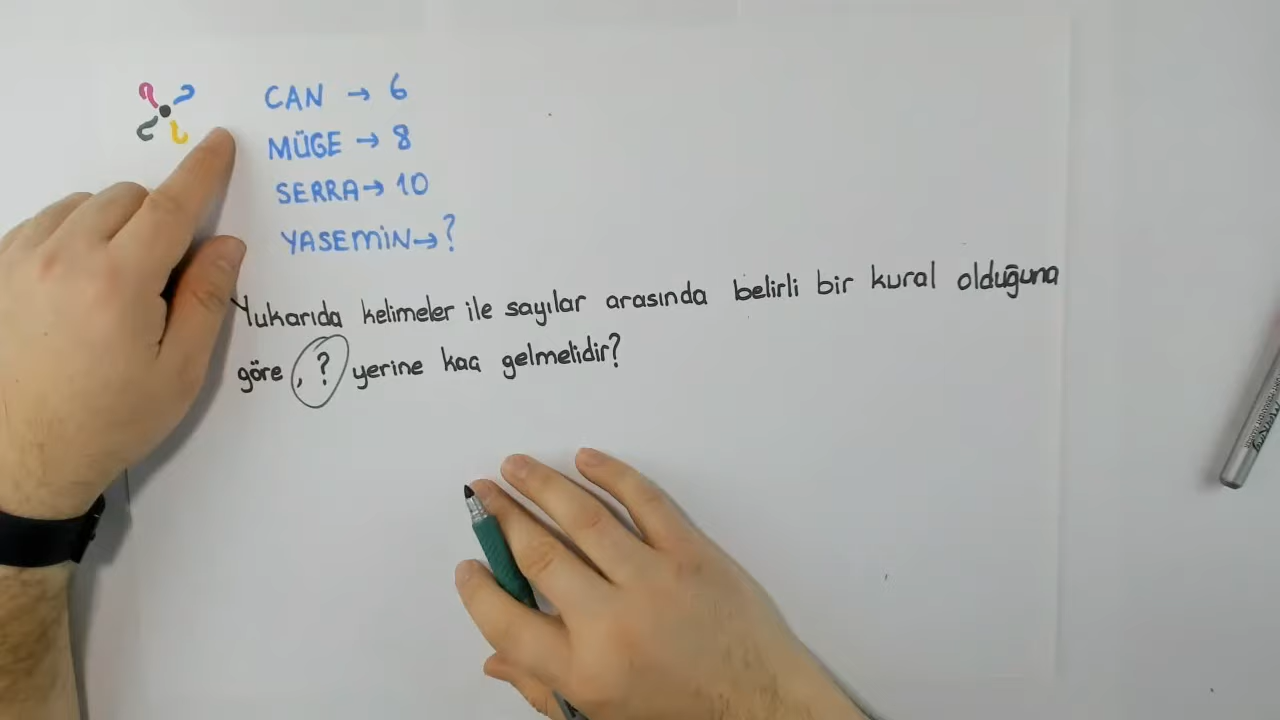 CAN → 6
MÜGE → 8
SERRA → 10
YASEMİN → ?
Yukarıda kelimeler ile sayılar arasında belirli bir kural olduğuna
göre, ? yerine kaç gelmelidir?